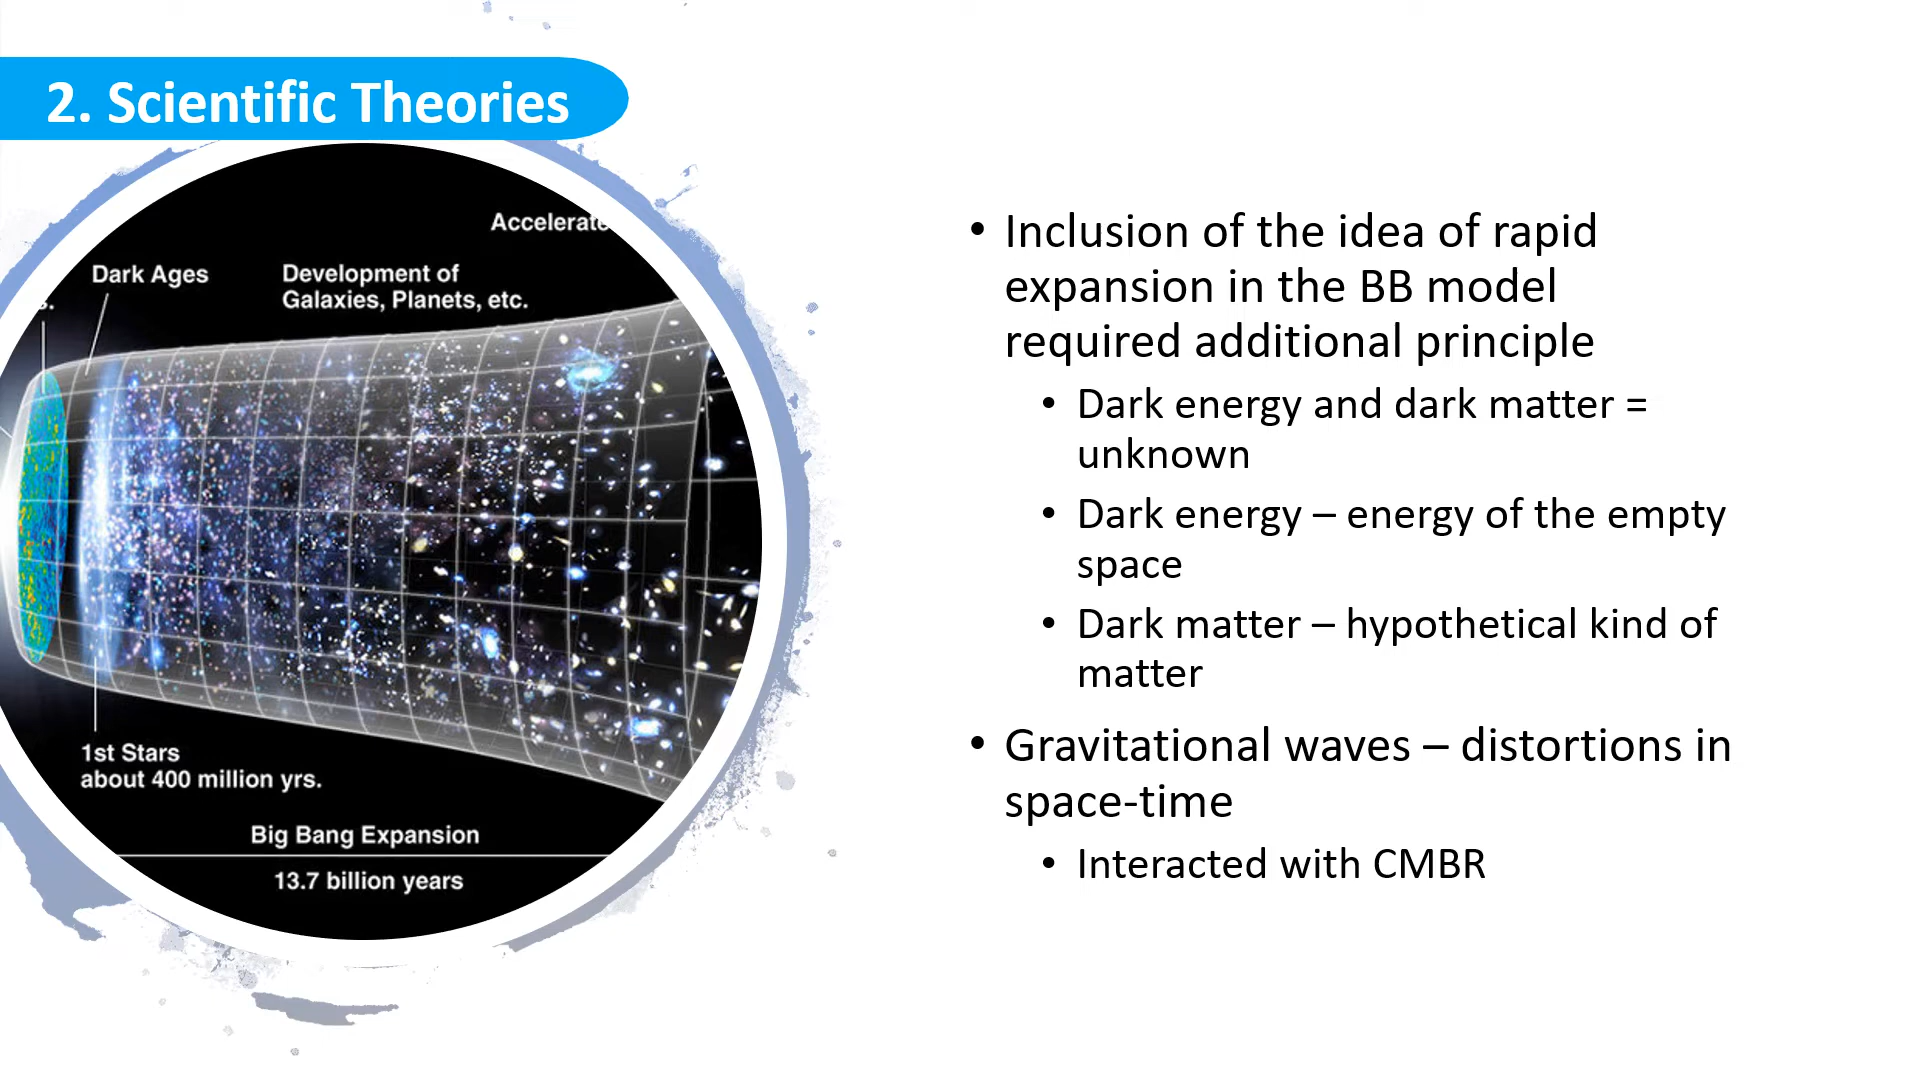 2. Scientific Theories
Dark Ages
Development of
Galaxies, Planets, etc.
1st Stars
about 400 million yrs.
Big Bang Expansion
13.7 billion years
• Inclusion of the idea of rapid
expansion in the BB model
required additional principle
• Dark energy and dark matter =
unknown
• Dark energy – energy of the empty
space
• Dark matter – hypothetical kind of
matter
• Gravitational waves – distortions in
space-time
• Interacted with CMBR